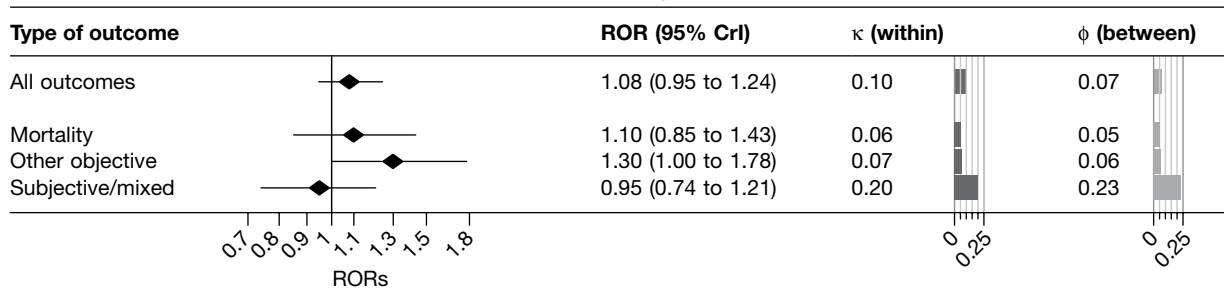 Type of outcome ROR (95% CrI) κ (within) ϕ (between)
All outcomes 1.08 (0.95 to 1.24) 0.10 0.07
Mortality 1.10 (0.85 to 1.43) 0.06 0.05
Other objective 1.30 (1.00 to 1.78) 0.07 0.06
Subjective/mixed 0.95 (0.74 to 1.21) 0.20 0.23
0.7 0.8 0.9 1 1.1 1.3 1.5 1.8 0 0.25 0 0.25
RORs